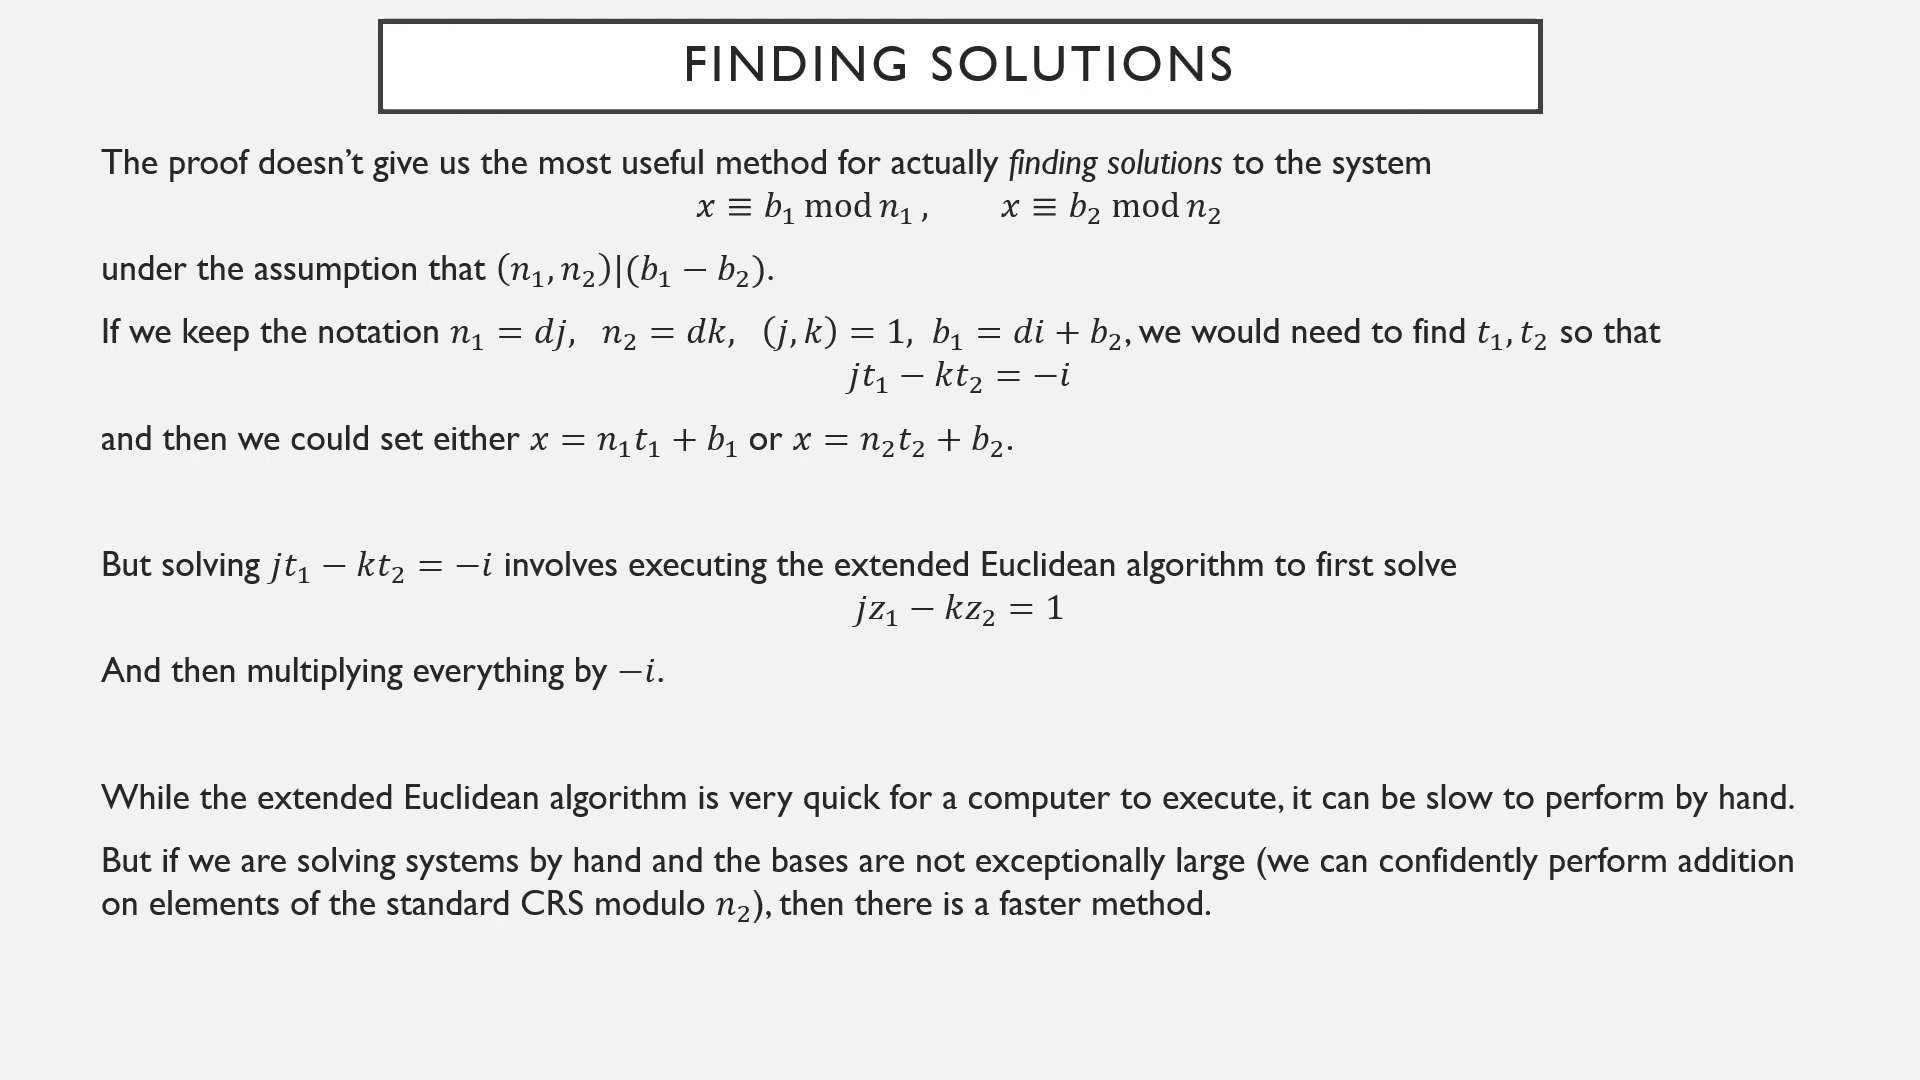 FINDING SOLUTIONS
The proof doesn’t give us the most useful method for actually finding solutions to the system
x ≡ b₁ mod n₁ ,  x ≡ b₂ mod n₂
under the assumption that (n₁, n₂)|(b₁ − b₂).
If we keep the notation n₁ = dj, n₂ = dk, (j, k) = 1, b₁ = di + b₂, we would need to find t₁, t₂ so that
jt₁ − kt₂ = −i
and then we could set either x = n₁t₁ + b₁ or x = n₂t₂ + b₂.
But solving jt₁ − kt₂ = −i involves executing the extended Euclidean algorithm to first solve
jz₁ − kz₂ = 1
And then multiplying everything by −i.
While the extended Euclidean algorithm is very quick for a computer to execute, it can be slow to perform by hand.
But if we are solving systems by hand and the bases are not exceptionally large (we can confidently perform addition
on elements of the standard CRS modulo n₂), then there is a faster method.